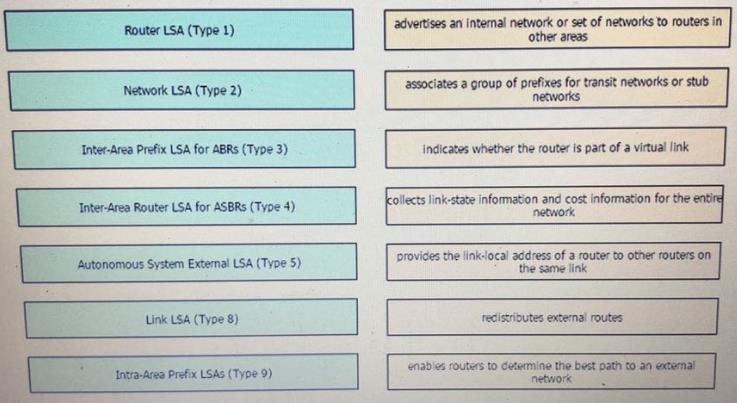 Router LSA (Type 1)
advertises an internal network or set of networks to routers in
other areas
Network LSA (Type 2)
associates a group of prefixes for transit networks or stub
networks
Inter-Area Prefix LSA for ABRs (Type 3)
indicates whether the router is part of a virtual link
Inter-Area Router LSA for ASBRs (Type 4)
collects link-state information and cost information for the entire
network
Autonomous System External LSA (Type 5)
provides the link-local address of a router to other routers on
the same link
Link LSA (Type 8)
redistributes external routes
Intra-Area Prefix LSAs (Type 9)
enables routers to determine the best path to an external
network